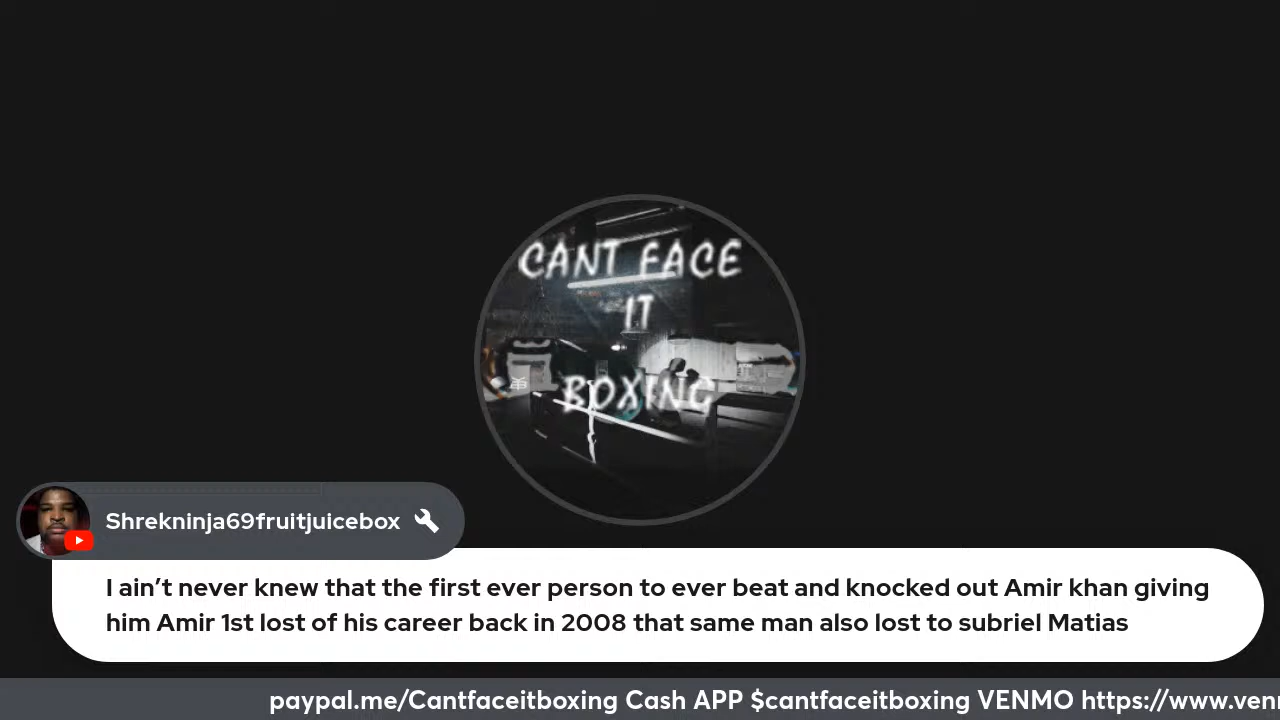 CANT FACE
IT
BOXING
Shrekninja69fruitjuicebox
I ain’t never knew that the first ever person to ever beat and knocked out Amir khan giving
him Amir 1st lost of his career back in 2008 that same man also lost to subriel Matias
paypal.me/Cantfaceitboxing Cash APP $cantfaceitboxing VENMO https://www.ven